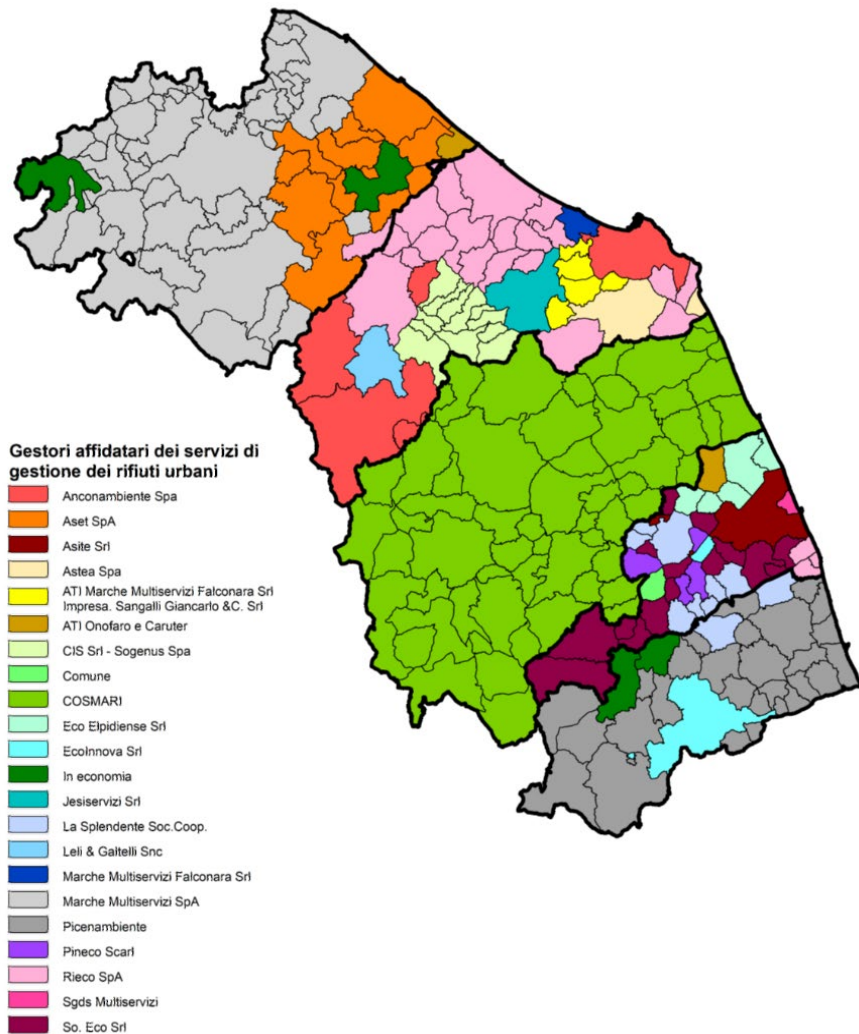 Gestori affidatari dei servizi di
gestione dei rifiuti urbani
Anconambiente Spa
Aset SpA
Asite Srl
Astea Spa
ATI Marche Multiservizi Falconara Srl
Impresa. Sangalli Giancarlo &C. Srl
ATI Onofaro e Caruter
CIS Srl - Sogenus Spa
Comune
COSMARI
Eco Elpidiense Srl
EcoInnova Srl
In economia
Jesiservizi Srl
La Splendente Soc.Coop.
Leli & Galtelli Snc
Marche Multiservizi Falconara Srl
Marche Multiservizi SpA
Picenambiente
Pineco Scarl
Rieco SpA
Sgds Multiservizi
So. Eco Srl